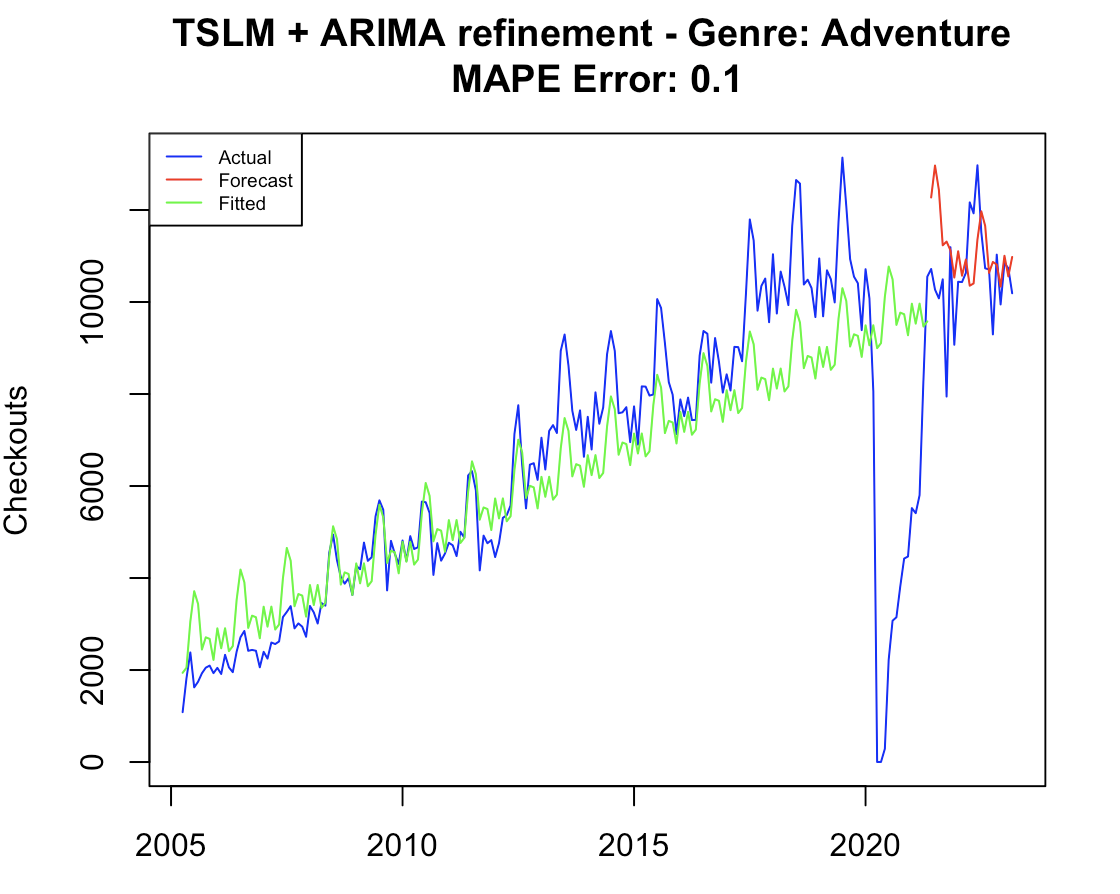 TSLM + ARIMA refinement - Genre: Adventure
MAPE Error: 0.1
Actual
Forecast
Fitted
Checkouts
10000
6000
2000
0
2005
2010
2015
2020